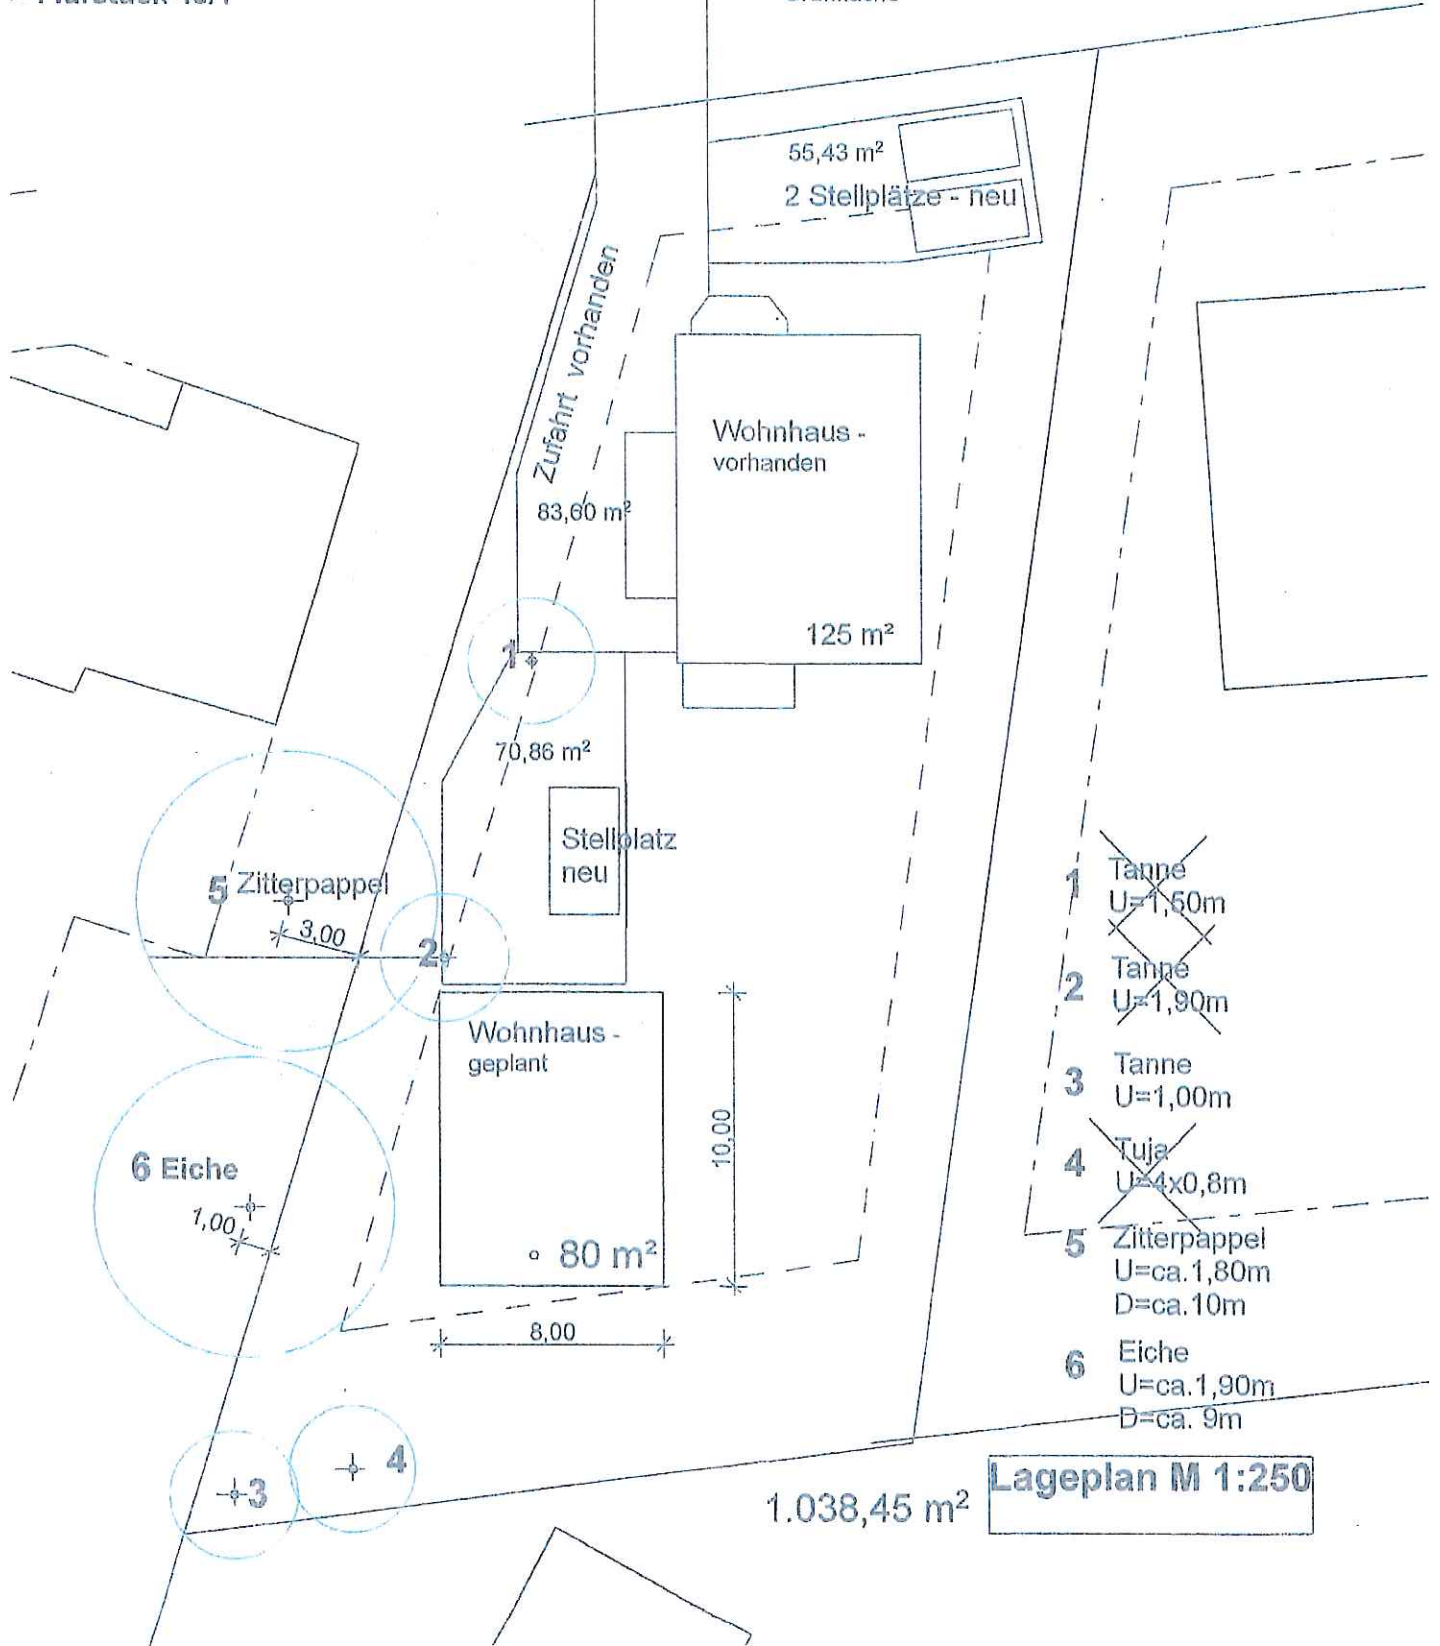 55,43 m²
2 Stellplätze - neu
Zufahrt vorhanden
Wohnhaus -
vorhanden
83,60 m²
125 m²
1
70,86 m²
Stellplatz
neu
5 Zitterpappel
3,00
2
Wohnhaus -
geplant
10,00
6 Eiche
1,00
80 m²
8,00
3
4
1 Tanne
U=1,50m
2 Tanne
U=1,90m
3 Tanne
U=1,00m
4 Tuja
U=4x0,8m
5 Zitterpappel
U=ca.1,80m
D=ca.10m
6 Eiche
U=ca.1,90m
D=ca. 9m
1.038,45 m²
Lageplan M 1:250